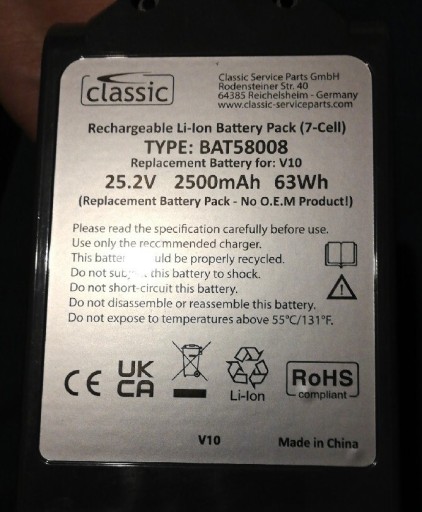 classic
Classic Service Parts GmbH
Rodensteiner Str. 40
64385 Reichelsheim - Germany
www.classic-serviceparts.com
Rechargeable Li-Ion Battery Pack (7-Cell)
TYPE: BAT58008
Replacement Battery for: V10
25.2V 2500mAh 63Wh
(Replacement Battery Pack - No O.E.M Product!)
Please read the specification carefully before use.
Use only the recommended charger.
This be properly recycled.
Do not this battery to shock.
Do not short-circuit this battery.
Do not disassemble or reassemble this battery.
Do not expose to temperatures above 55°C/131°F.
CE UK CA Li-Ion RoHS compliant
V10 Made in China